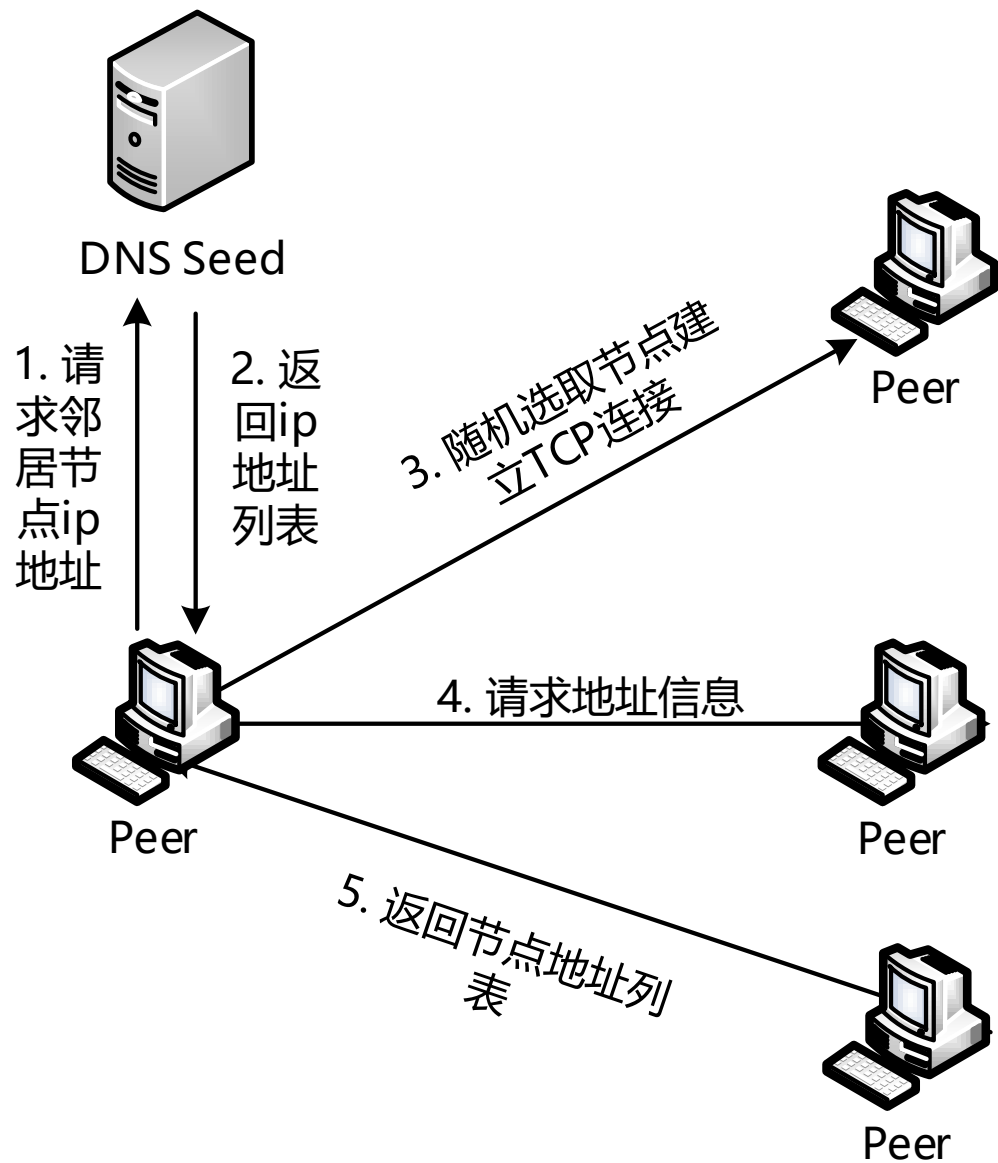 DNS Seed
1. 请
求邻
居节
点ip
地址
2. 返
回ip
地址
列表
3. 随机选取节点建
立TCP连接
Peer
4. 请求地址信息
Peer
Peer
5. 返回节点地址列
表
Peer